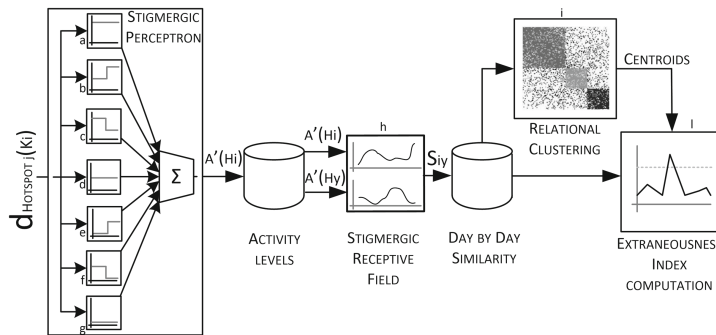 STIGMERGIC
PERCEPTRON
a
b
c
d
e
f
g
dHOTSPOT j(Ki)
Σ
A'(Hi)
ACTIVITY
LEVELS
A'(Hi)
A'(Hy)
h
STIGMERGIC
RECEPTIVE
FIELD
Siy
DAY BY DAY
SIMILARITY
i
RELATIONAL
CLUSTERING
CENTROIDS
l
EXTRANEOUSNES
INDEX
COMPUTATION